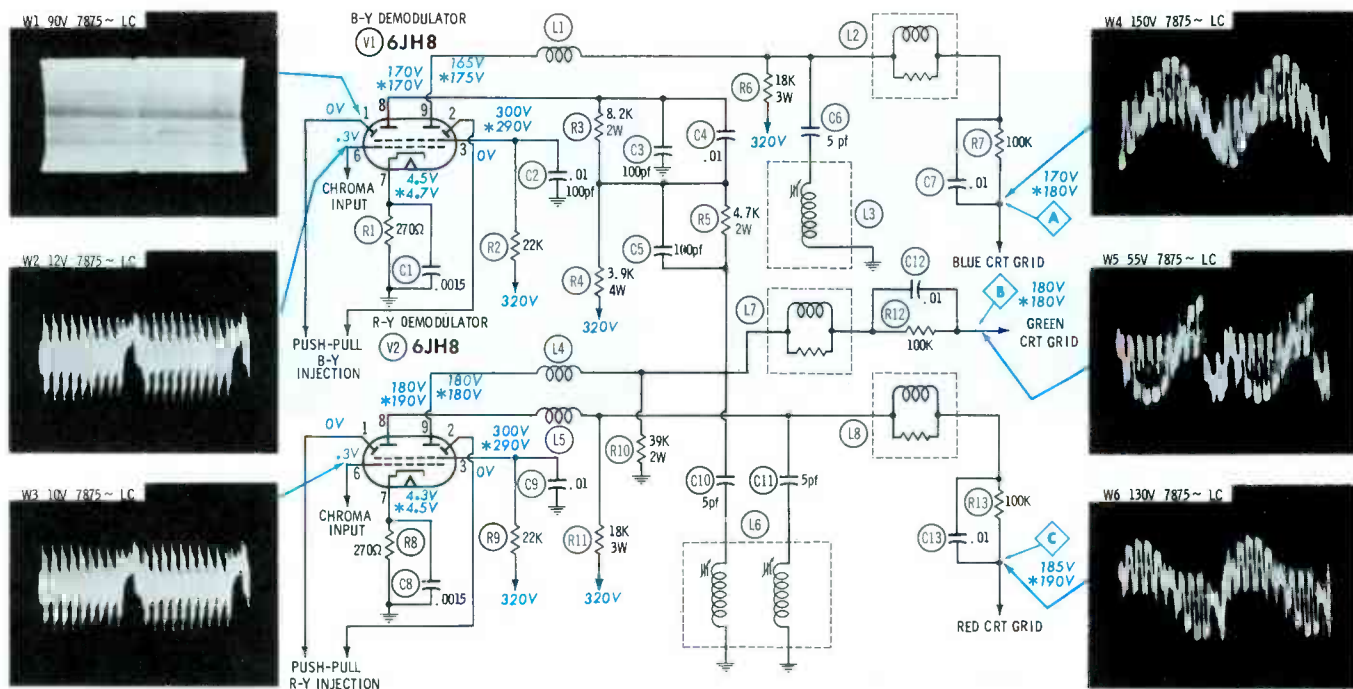 W1 90V 7875~ LC
B-Y DEMODULATOR
V1 6JH8
L1
L2
W4 150V 7875~ LC
170V
*170V
165V
*175V
300V
*290V
0V
.3V
0V
1
8
9
2
6
3
7
4.5V
*4.7V
CHROMA
INPUT
R1
270Ω
C1
.0015
C2
.01
100pf
R2
22K
320V
R3
8.2K
2W
C3
100pf
C4
.01
R4
3.9K
4W
320V
C5
100pf
R5
4.7K
2W
R6
18K
3W
320V
C6
5 pf
L3
R7
100K
C7
.01
170V
*180V
A
BLUE CRT GRID
W2 12V 7875~ LC
PUSH-PULL
B-Y
INJECTION
R-Y DEMODULATOR
V2 6JH8
L4
L5
L7
C12
.01
R12
100K
B
180V
*180V
GREEN
CRT GRID
W5 55V 7875~ LC
180V
*190V
180V
*180V
300V
*290V
0V
.3V
0V
1
8
9
2
6
3
7
4.3V
*4.5V
CHROMA
INPUT
R8
270Ω
C8
.0015
C9
.01
R9
22K
320V
R10
39K
2W
R11
18K
3W
320V
C10
5pf
C11
5pf
L6
L8
R13
100K
C13
.01
C
185V
*190V
RED CRT GRID
W3 10V 7875~ LC
W6 130V 7875~ LC
PUSH-PULL
R-Y INJECTION